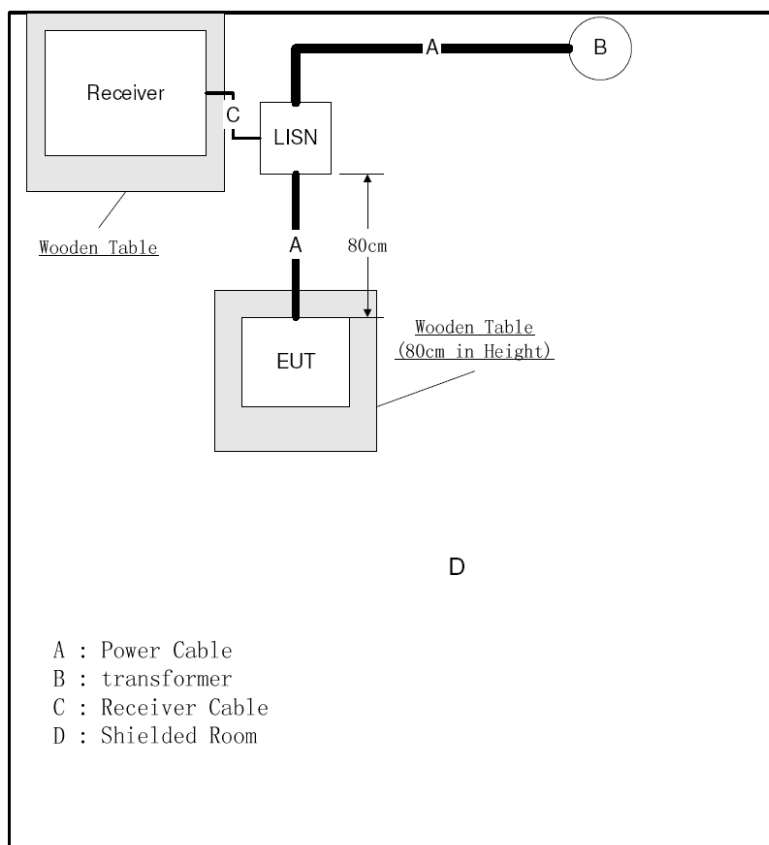 A
B
Receiver
C
LISN
A
80cm
Wooden Table
Wooden Table
(80cm in Height)
EUT
D
A : Power Cable
B : transformer
C : Receiver Cable
D : Shielded Room